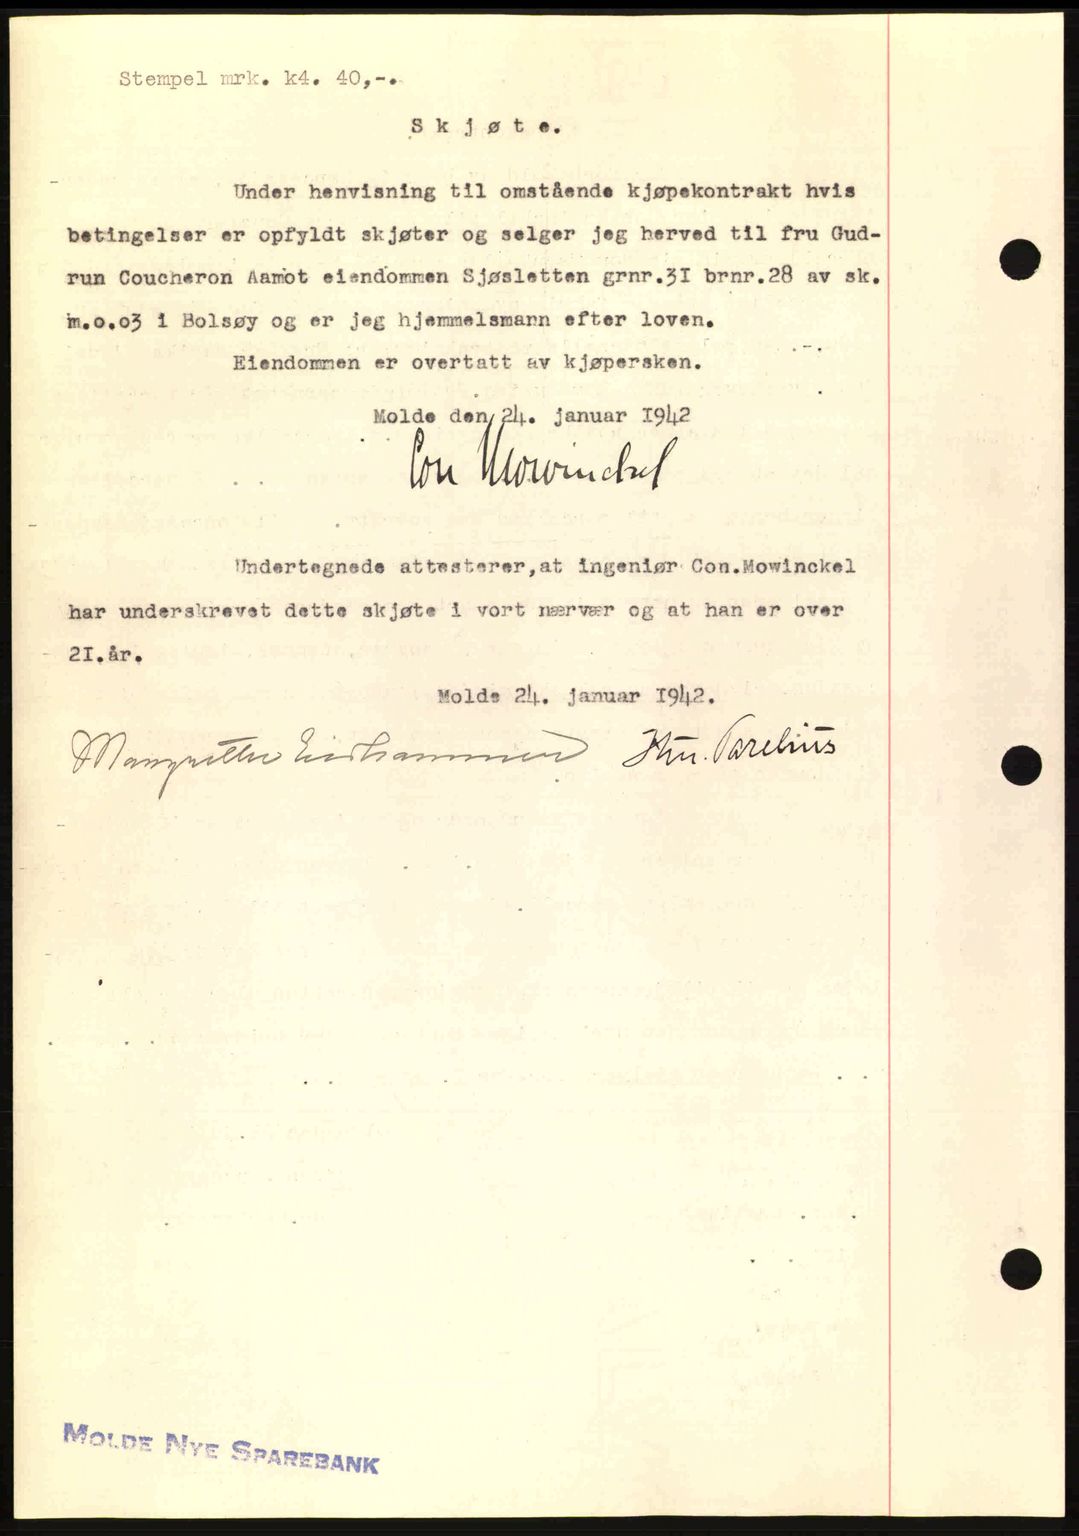 Stempel mrk. k4. 40,-.
S k j ø t e.
Under henvisning til omstående kjøpekontrakt hvis
betingelser er opfyldt skjøter og selger jeg herved til fru Gud-
run Coucheron Aamot eiendommen Sjøsletten grnr.31 brnr.28 av sk.
m.o.03 i Bolsøy og er jeg hjemmelsmann efter loven.
Eiendommen er overtatt av kjøpersken.
Molde den 24. januar 1942
Con Mowinckel
Undertegnede attesterer,at ingeniør Con.Mowinckel
har underskrevet dette skjøte i vort nærvær og at han er over
21.år.
Molde 24. januar 1942.
Parelius
MOLDE NYE SPAREBANK